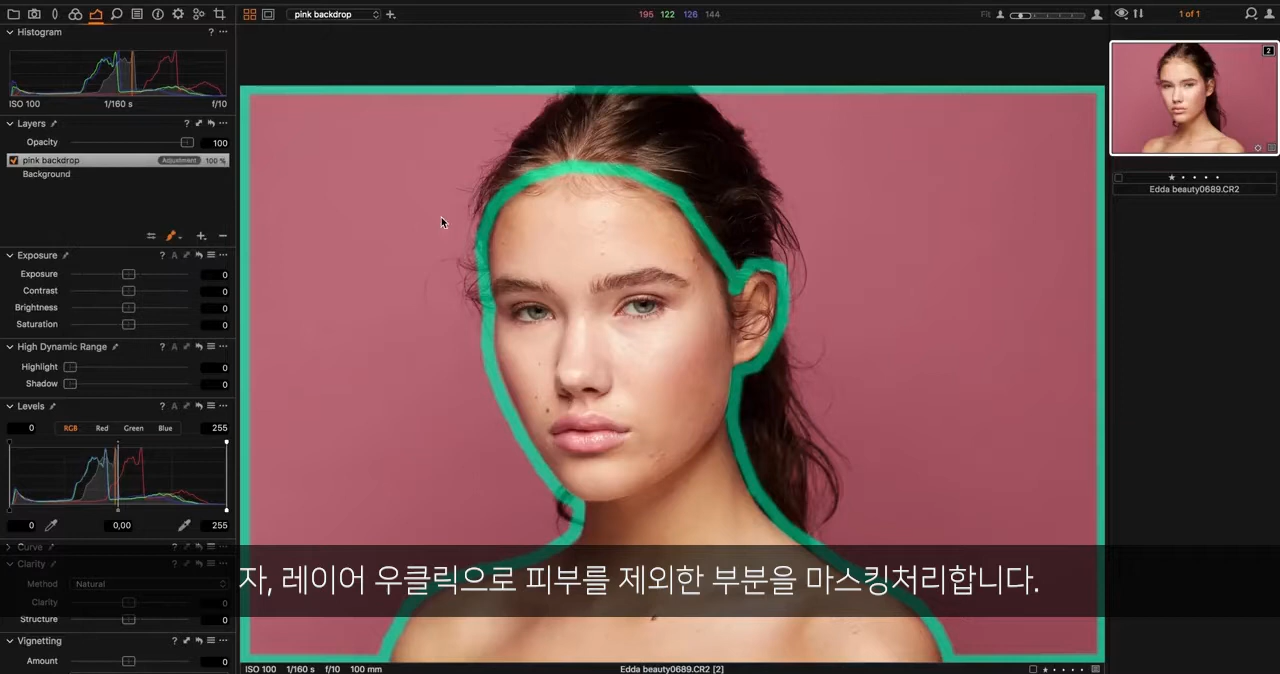 pink backdrop
195 122 126 144
Fit
1 of 1
Histogram
ISO 100 1/160 s f/10
Layers
Opacity 100
pink backdrop Adjustment 100 %
Background
Exposure
Exposure 0
Contrast 0
Brightness 0
Saturation 0
High Dynamic Range
Highlight 0
Shadow 0
Levels
0 RGB Red Green Blue 255
0 0,00 255
Curve
Clarity
Method Natural
Clarity 0
Structure 0
Vignetting
Amount 0
2
Edda beauty0689.CR2
자, 레이어 우클릭으로 피부를 제외한 부분을 마스킹처리합니다.
ISO 100 1/160 s f/10 100 mm
Edda beauty0689.CR2 [2]